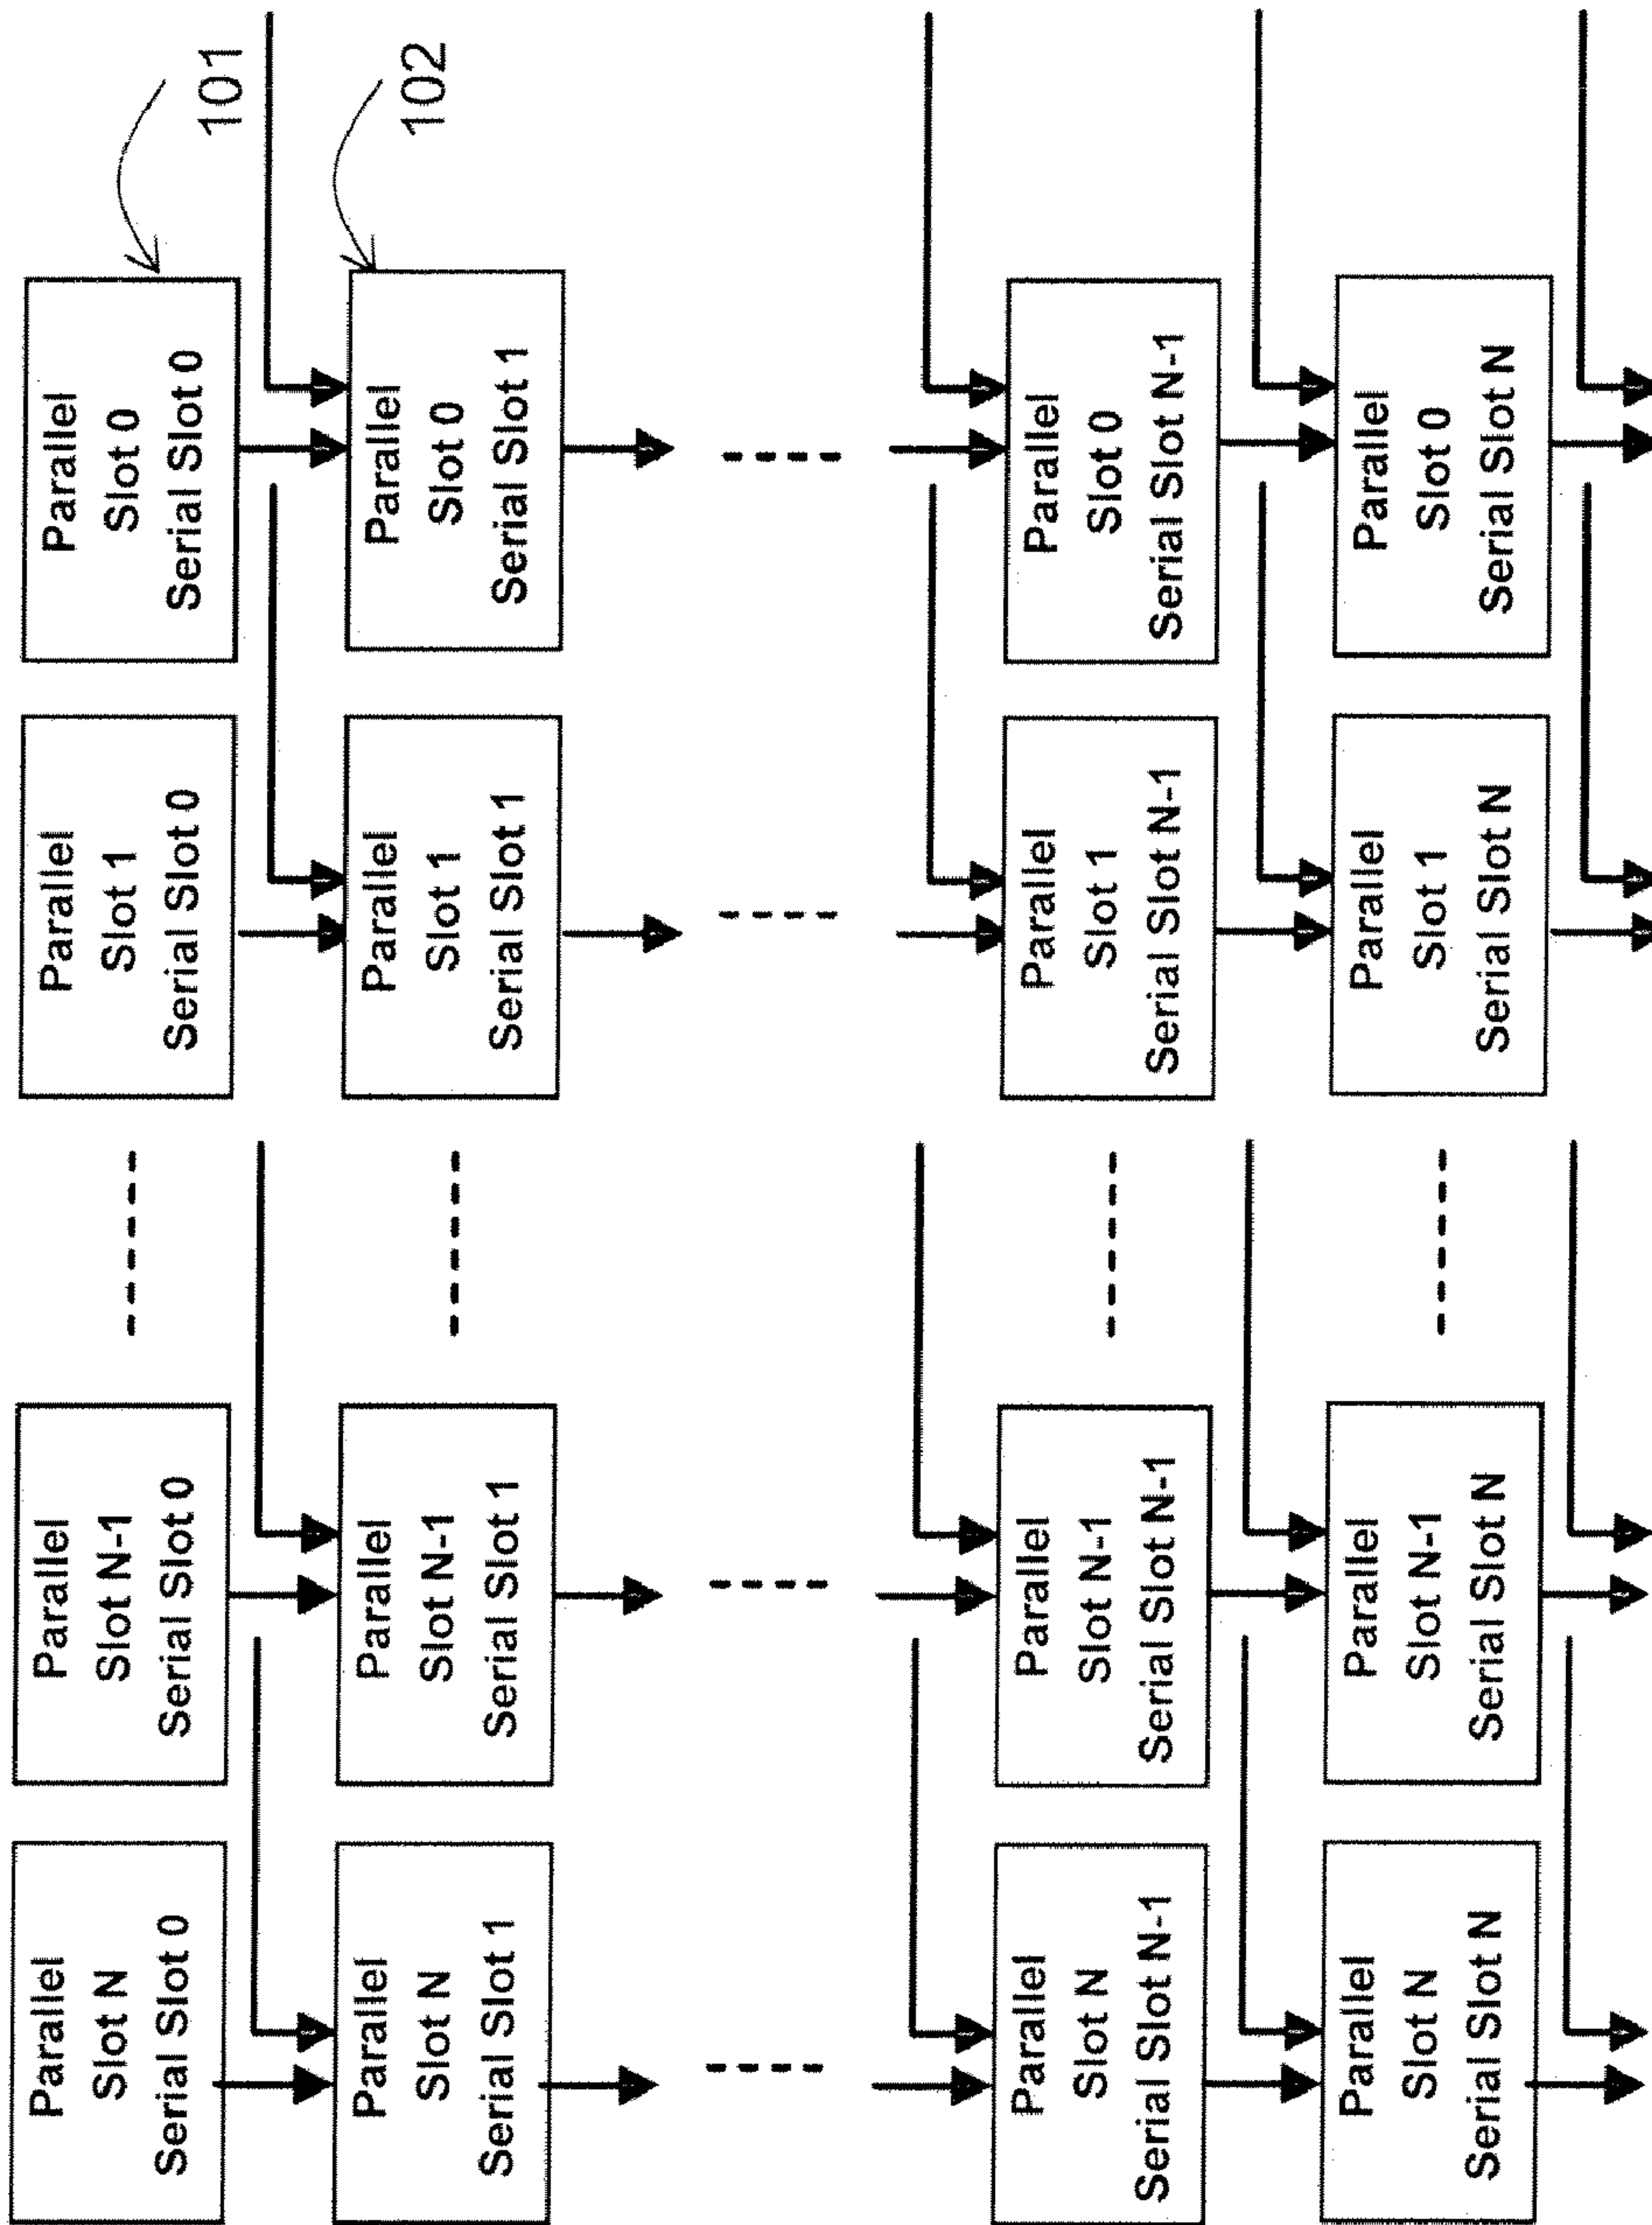 Parallel
Slot N
Serial Slot 0
Parallel
Slot N-1
Serial Slot 0
Parallel
Slot 1
Serial Slot 0
Parallel
Slot 0
Serial Slot 0
101
Parallel
Slot N
Serial Slot 1
Parallel
Slot N-1
Serial Slot 1
Parallel
Slot 1
Serial Slot 1
Parallel
Slot 0
Serial Slot 1
102
Parallel
Slot N
Serial Slot N-1
Parallel
Slot N-1
Serial Slot N-1
Parallel
Slot 1
Serial Slot N-1
Parallel
Slot 0
Serial Slot N-1
Parallel
Slot N
Serial Slot N
Parallel
Slot N-1
Serial Slot N
Parallel
Slot 1
Serial Slot N
Parallel
Slot 0
Serial Slot N